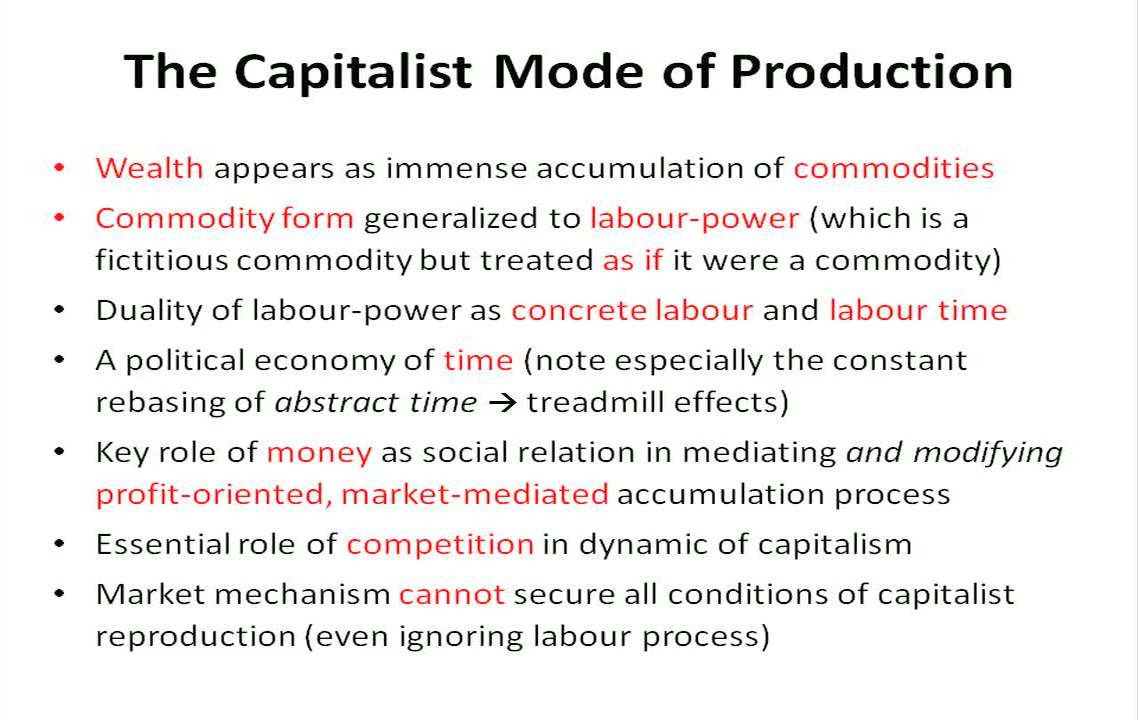 The Capitalist Mode of Production
• Wealth appears as immense accumulation of commodities
• Commodity form generalized to labour-power (which is a
fictitious commodity but treated as if it were a commodity)
• Duality of labour-power as concrete labour and labour time
• A political economy of time (note especially the constant
rebasing of abstract time → treadmill effects)
• Key role of money as social relation in mediating and modifying
profit-oriented, market-mediated accumulation process
• Essential role of competition in dynamic of capitalism
• Market mechanism cannot secure all conditions of capitalist
reproduction (even ignoring labour process)